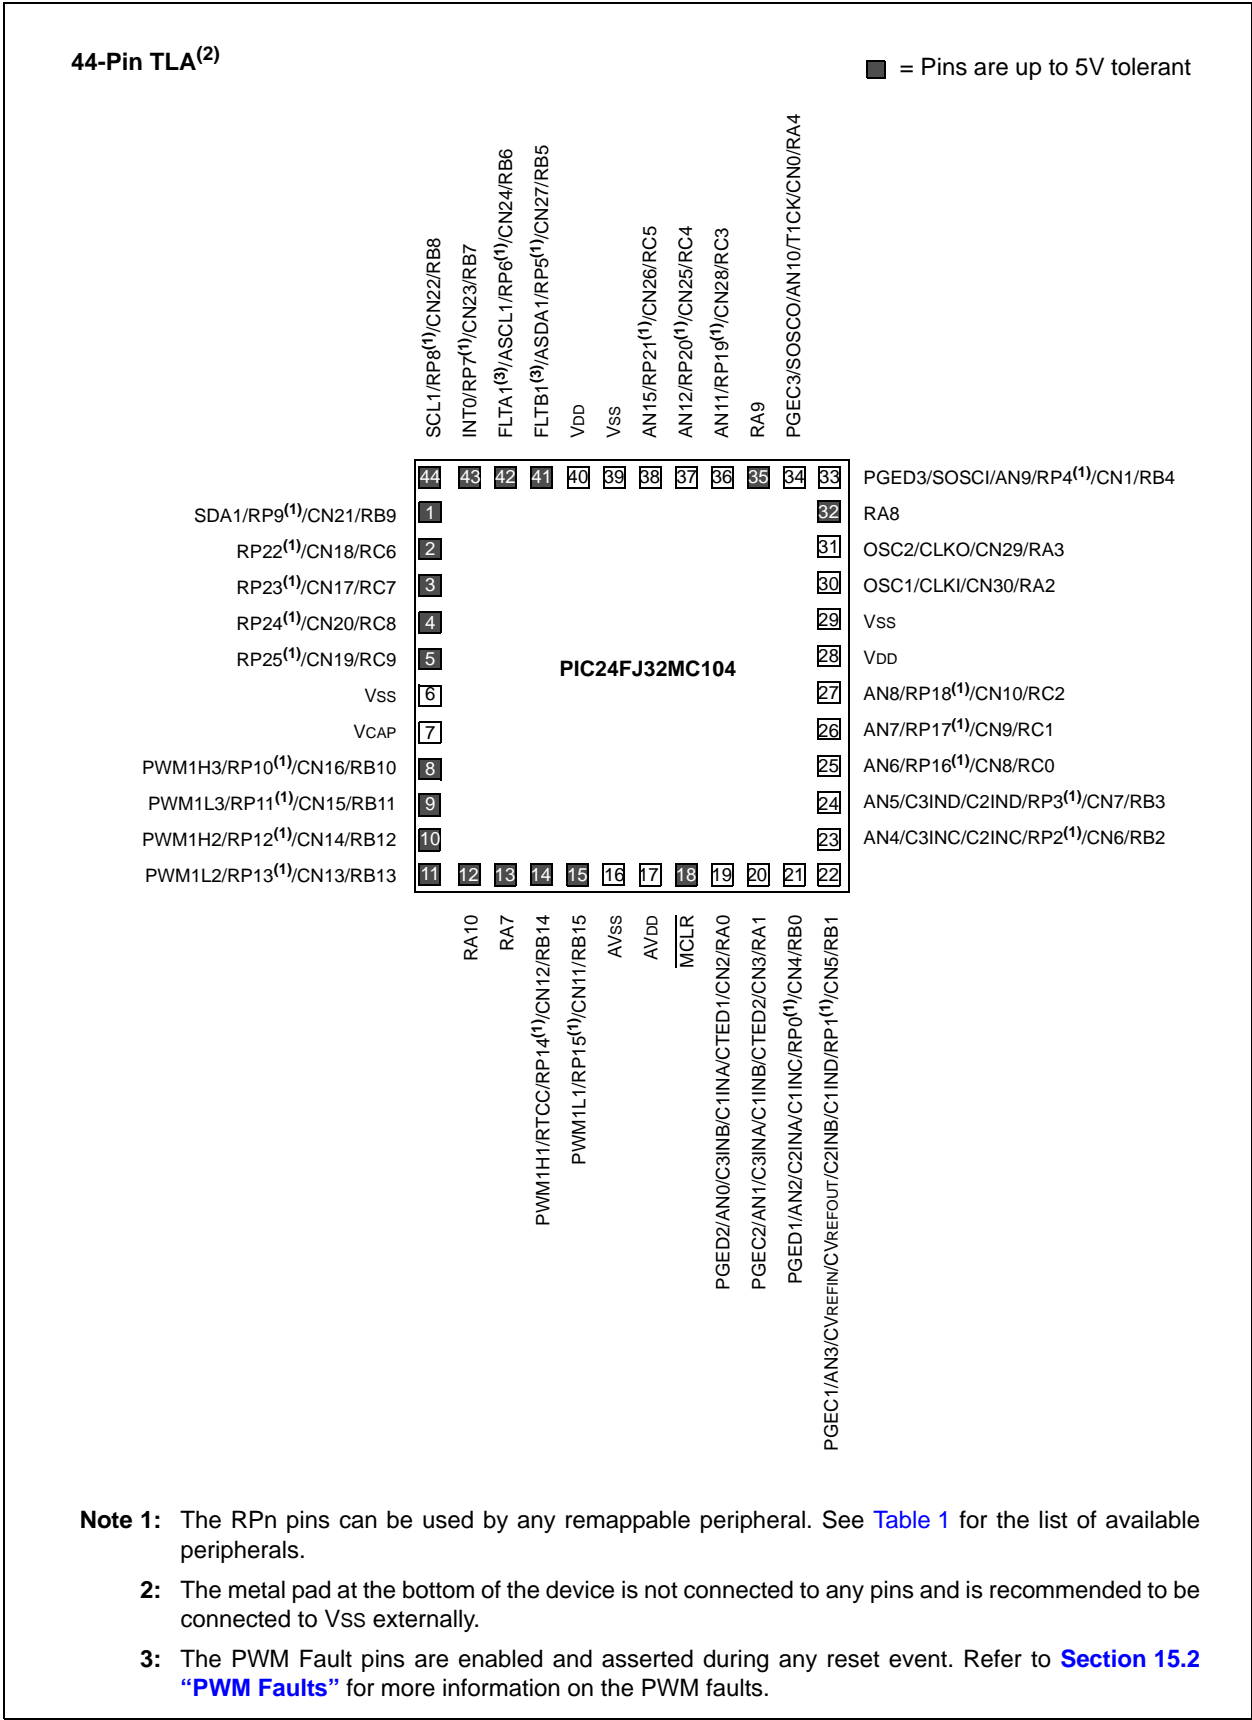 44-Pin TLA(2)
= Pins are up to 5V tolerant
SCL1/RP8(1)/CN22/RB8
INT0/RP7(1)/CN23/RB7
FLTA1(3)/ASCL1/RP6(1)/CN24/RB6
FLTB1(3)/ASDA1/RP5(1)/CN27/RB5
VDD
VSS
AN15/RP21(1)/CN26/RC5
AN12/RP20(1)/CN25/RC4
AN11/RP19(1)/CN28/RC3
RA9
PGEC3/SOSCO/AN10/T1CK/CN0/RA4
44 43 42 41 40 39 38 37 36 35 34 33 PGED3/SOSCI/AN9/RP4(1)/CN1/RB4
SDA1/RP9(1)/CN21/RB9 1 32 RA8
RP22(1)/CN18/RC6 2 31 OSC2/CLKO/CN29/RA3
RP23(1)/CN17/RC7 3 30 OSC1/CLKI/CN30/RA2
RP24(1)/CN20/RC8 4 29 VSS
RP25(1)/CN19/RC9 5 28 VDD
PIC24FJ32MC104
VSS 6 27 AN8/RP18(1)/CN10/RC2
VCAP 7 26 AN7/RP17(1)/CN9/RC1
PWM1H3/RP10(1)/CN16/RB10 8 25 AN6/RP16(1)/CN8/RC0
PWM1L3/RP11(1)/CN15/RB11 9 24 AN5/C3IND/C2IND/RP3(1)/CN7/RB3
PWM1H2/RP12(1)/CN14/RB12 10 23 AN4/C3INC/C2INC/RP2(1)/CN6/RB2
PWM1L2/RP13(1)/CN13/RB13 11 12 13 14 15 16 17 18 19 20 21 22
RA10
RA7
PWM1H1/RTCC/RP14(1)/CN12/RB14
PWM1L1/RP15(1)/CN11/RB15
AVSS
AVDD
MCLR
PGED2/AN0/C3INB/C1INA/CTED1/CN2/RA0
PGEC2/AN1/C3INA/C1INB/CTED2/CN3/RA1
PGED1/AN2/C2INA/C1INC/RP0(1)/CN4/RB0
PGEC1/AN3/CVREFIN/CVREFOUT/C2INB/C1IND/RP1(1)/CN5/RB1
Note 1: The RPn pins can be used by any remappable peripheral. See Table 1 for the list of available
peripherals.
2: The metal pad at the bottom of the device is not connected to any pins and is recommended to be
connected to VSS externally.
3: The PWM Fault pins are enabled and asserted during any reset event. Refer to Section 15.2
“PWM Faults” for more information on the PWM faults.